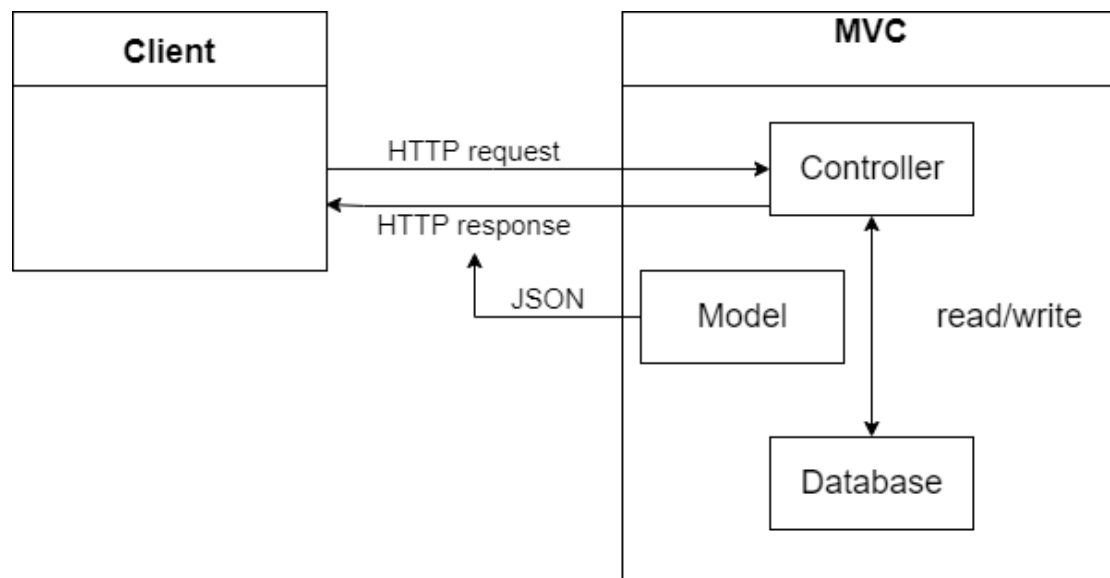 Client
MVC
HTTP request
Controller
HTTP response
JSON
Model
read/write
Database